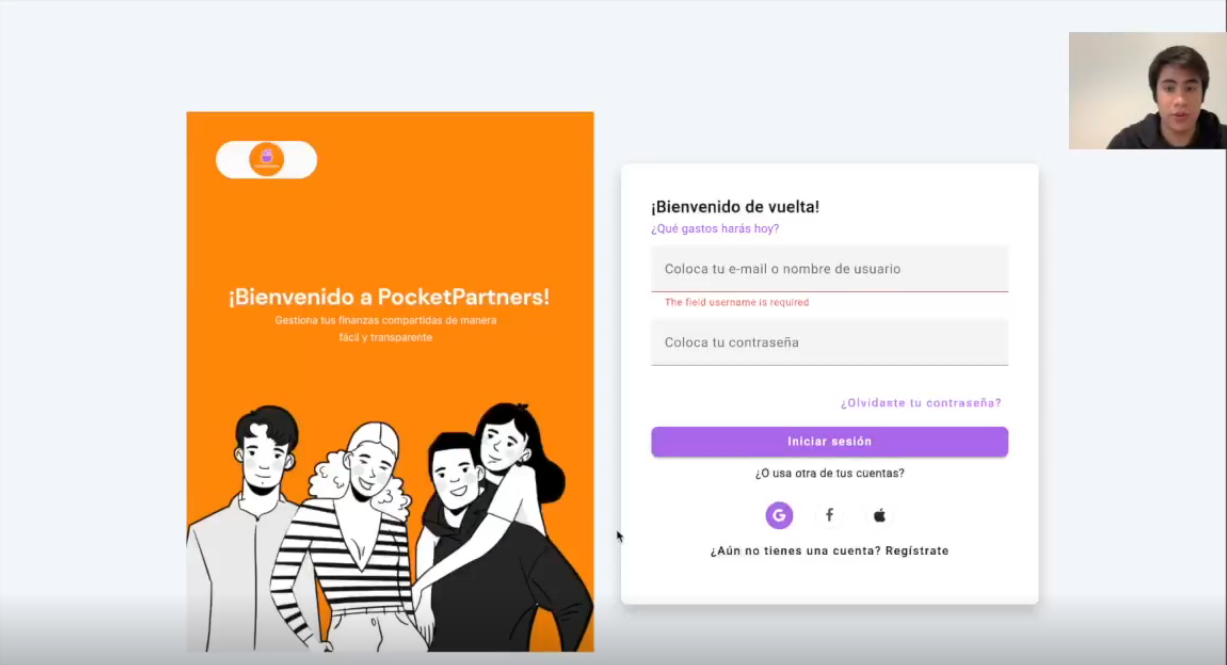 ¡Bienvenido a PocketPartners!
Gestiona tus finanzas compartidas de manera
fácil y transparente
¡Bienvenido de vuelta!
¿Qué gastos harás hoy?
Coloca tu e-mail o nombre de usuario
The field username is required
Coloca tu contraseña
¿Olvidaste tu contraseña?
Iniciar sesión
¿O usa otra de tus cuentas?
G f
¿Aún no tienes una cuenta? Regístrate